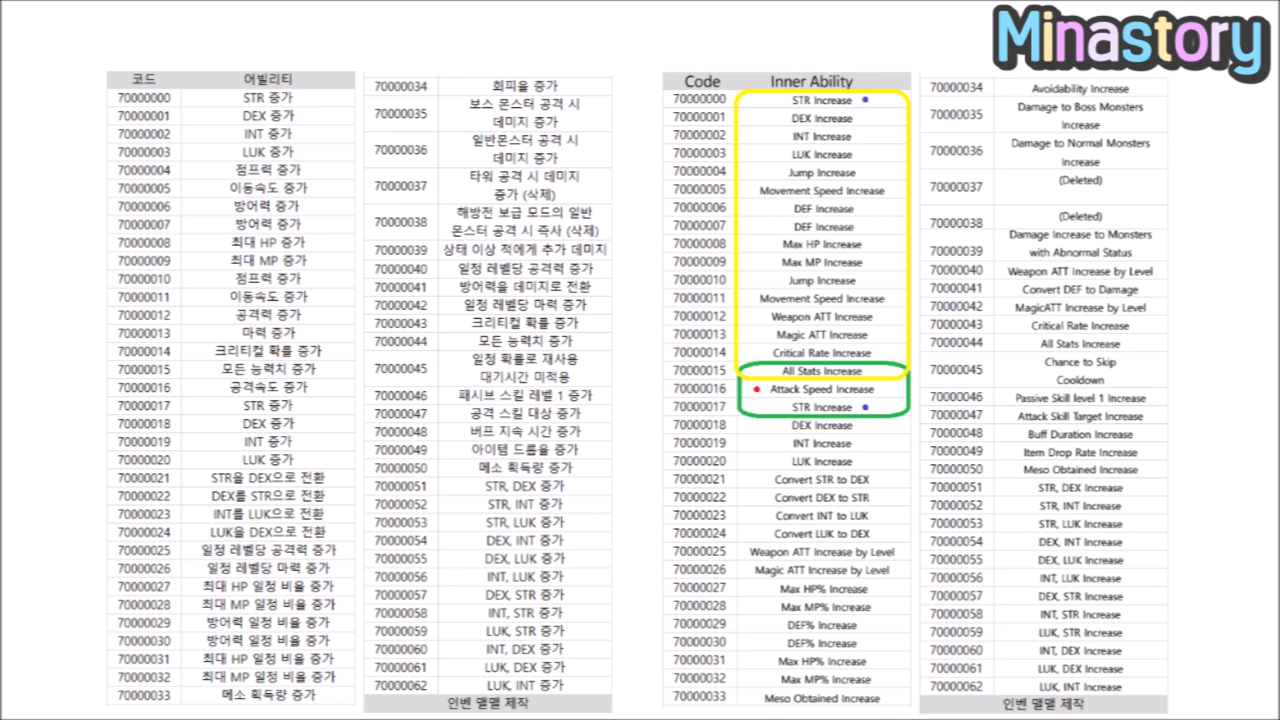 Minastory
코드 어빌리티
70000000 STR 증가
70000001 DEX 증가
70000002 INT 증가
70000003 LUK 증가
70000004 점프력 증가
70000005 이동속도 증가
70000006 방어력 증가
70000007 방어력 증가
70000008 최대 HP 증가
70000009 최대 MP 증가
70000010 점프력 증가
70000011 이동속도 증가
70000012 공격력 증가
70000013 마력 증가
70000014 크리티컬 확률 증가
70000015 모든 능력치 증가
70000016 공격속도 증가
70000017 STR 증가
70000018 DEX 증가
70000019 INT 증가
70000020 LUK 증가
70000021 STR을 DEX으로 전환
70000022 DEX를 STR으로 전환
70000023 INT를 LUK으로 전환
70000024 LUK을 DEX으로 전환
70000025 일정 레벨당 공격력 증가
70000026 일정 레벨당 마력 증가
70000027 최대 HP 일정 비율 증가
70000028 최대 MP 일정 비율 증가
70000029 방어력 일정 비율 증가
70000030 방어력 일정 비율 증가
70000031 최대 HP 일정 비율 증가
70000032 최대 MP 일정 비율 증가
70000033 메소 획득량 증가
70000034 회피율 증가
70000035 보스 몬스터 공격 시
데미지 증가
70000036 일반몬스터 공격 시
데미지 증가
70000037 타워 공격 시 데미지
증가 (삭제)
70000038 해방전 보급 모드의 일반
몬스터 공격 시 즉사 (삭제)
70000039 상태 이상 적에게 추가 데미지
70000040 일정 레벨당 공격력 증가
70000041 방어력을 데미지로 전환
70000042 일정 레벨당 마력 증가
70000043 크리티컬 확률 증가
70000044 모든 능력치 증가
70000045 일정 확률로 재사용
대기시간 미적용
70000046 패시브 스킬 레벨 1 증가
70000047 공격 스킬 대상 증가
70000048 버프 지속 시간 증가
70000049 아이템 드롭율 증가
70000050 메소 획득량 증가
70000051 STR, DEX 증가
70000052 STR, INT 증가
70000053 STR, LUK 증가
70000054 DEX, INT 증가
70000055 DEX, LUK 증가
70000056 INT, LUK 증가
70000057 DEX, STR 증가
70000058 INT, STR 증가
70000059 LUK, STR 증가
70000060 INT, DEX 증가
70000061 LUK, DEX 증가
70000062 LUK, INT 증가
인벤 맬맬 제작
Code Inner Ability
70000000 STR Increase
70000001 DEX Increase
70000002 INT Increase
70000003 LUK Increase
70000004 Jump Increase
70000005 Movement Speed Increase
70000006 DEF Increase
70000007 DEF Increase
70000008 Max HP Increase
70000009 Max MP Increase
70000010 Jump Increase
70000011 Movement Speed Increase
70000012 Weapon ATT Increase
70000013 Magic ATT Increase
70000014 Critical Rate Increase
70000015 All Stats Increase
70000016 Attack Speed Increase
70000017 STR Increase
70000018 DEX Increase
70000019 INT Increase
70000020 LUK Increase
70000021 Convert STR to DEX
70000022 Convert DEX to STR
70000023 Convert INT to LUK
70000024 Convert LUK to DEX
70000025 Weapon ATT Increase by Level
70000026 Magic ATT Increase by Level
70000027 Max HP% Increase
70000028 Max MP% Increase
70000029 DEF% Increase
70000030 DEF% Increase
70000031 Max HP% Increase
70000032 Max MP% Increase
70000033 Meso Obtained Increase
70000034 Avoidability Increase
70000035 Damage to Boss Monsters
Increase
70000036 Damage to Normal Monsters
Increase
70000037 (Deleted)
70000038 (Deleted)
70000039 Damage Increase to Monsters
with Abnormal Status
70000040 Weapon ATT Increase by Level
70000041 Convert DEF to Damage
70000042 MagicATT Increase by Level
70000043 Critical Rate Increase
70000044 All Stats Increase
70000045 Chance to Skip
Cooldown
70000046 Passive Skill level 1 Increase
70000047 Attack Skill Target Increase
70000048 Buff Duration Increase
70000049 Item Drop Rate Increase
70000050 Meso Obtained Increase
70000051 STR, DEX Increase
70000052 STR, INT Increase
70000053 STR, LUK Increase
70000054 DEX, INT Increase
70000055 DEX, LUK Increase
70000056 INT, LUK Increase
70000057 DEX, STR Increase
70000058 INT, STR Increase
70000059 LUK, STR Increase
70000060 INT, DEX Increase
70000061 LUK, DEX Increase
70000062 LUK, INT Increase
인벤 맬맬 제작